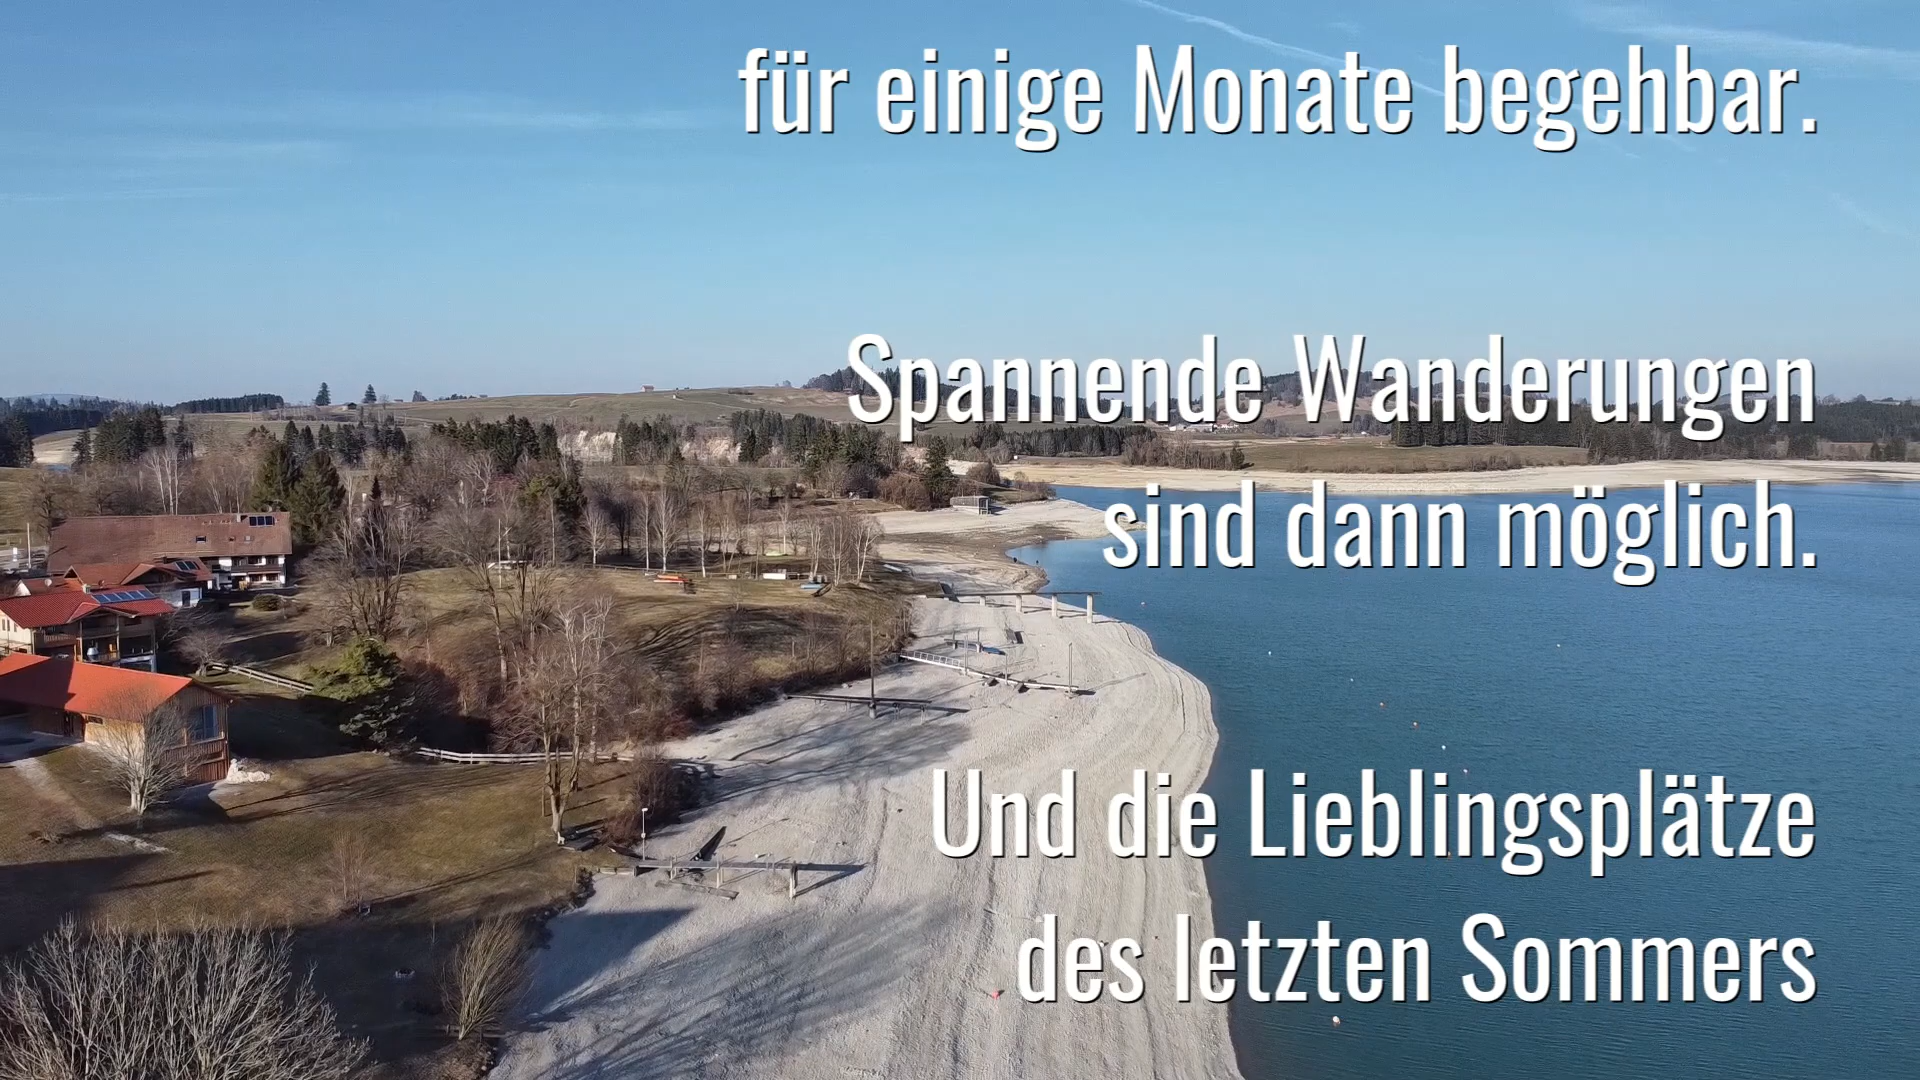 für einige Monate begehbar.
Spannende Wanderungen
sind dann möglich.
Und die Lieblingsplätze
des letzten Sommers